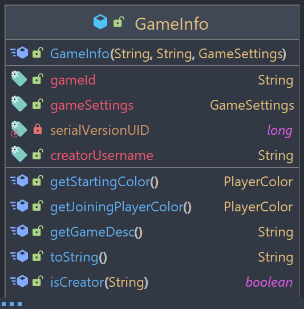 GameInfo
GameInfo(String, String, GameSettings)
gameId String
gameSettings GameSettings
serialVersionUID long
creatorUsername String
getStartingColor() PlayerColor
getJoiningPlayerColor() PlayerColor
getGameDesc() String
toString() String
isCreator(String) boolean